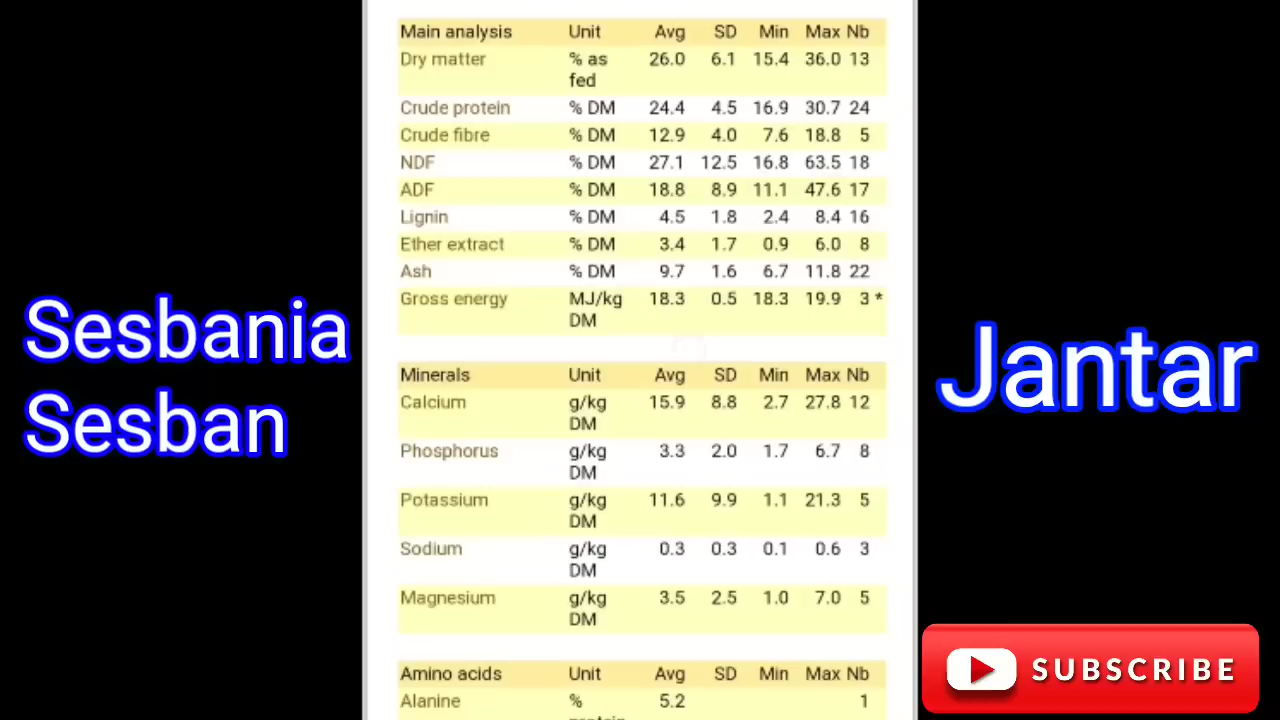 Sesbania
Sesban
Main analysis Unit Avg SD Min Max Nb
Dry matter % as fed 26.0 6.1 15.4 36.0 13
Crude protein % DM 24.4 4.5 16.9 30.7 24
Crude fibre % DM 12.9 4.0 7.6 18.8 5
NDF % DM 27.1 12.5 16.8 63.5 18
ADF % DM 18.8 8.9 11.1 47.6 17
Lignin % DM 4.5 1.8 2.4 8.4 16
Ether extract % DM 3.4 1.7 0.9 6.0 8
Ash % DM 9.7 1.6 6.7 11.8 22
Gross energy MJ/kg DM 18.3 0.5 18.3 19.9 3 *
Minerals Unit Avg SD Min Max Nb
Calcium g/kg DM 15.9 8.8 2.7 27.8 12
Phosphorus g/kg DM 3.3 2.0 1.7 6.7 8
Potassium g/kg DM 11.6 9.9 1.1 21.3 5
Sodium g/kg DM 0.3 0.3 0.1 0.6 3
Magnesium g/kg DM 3.5 2.5 1.0 7.0 5
Amino acids Unit Avg SD Min Max Nb
Alanine % 5.2 1
Jantar
SUBSCRIBE